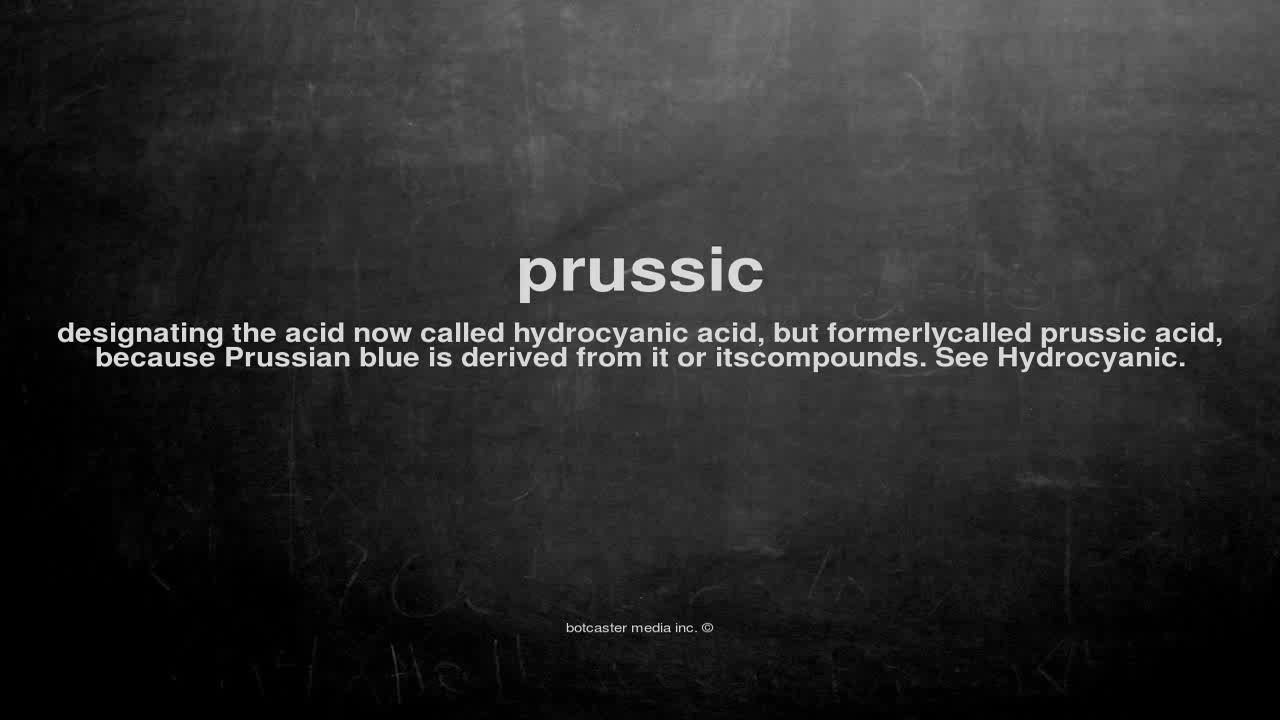 prussic
designating the acid now called hydrocyanic acid, but formerlycalled prussic acid,
because Prussian blue is derived from it or itscompounds. See Hydrocyanic.
botcaster media inc. ©